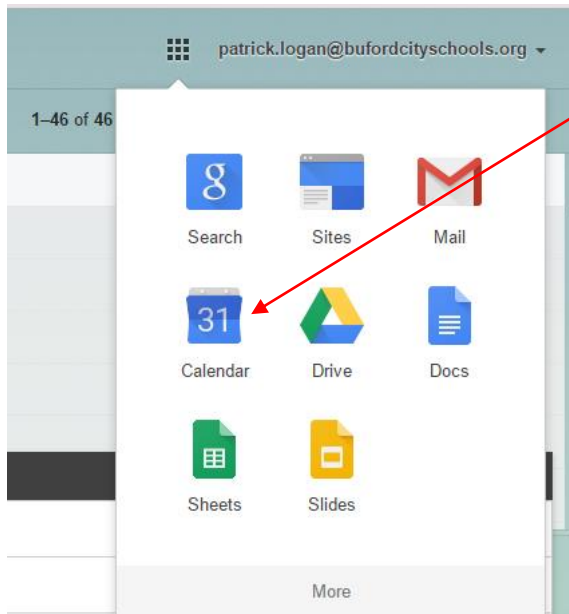 patrick.logan@bufordcityschools.org
1–46 of 46
g
Search Sites Mail
31
Calendar Drive Docs
Sheets Slides
More